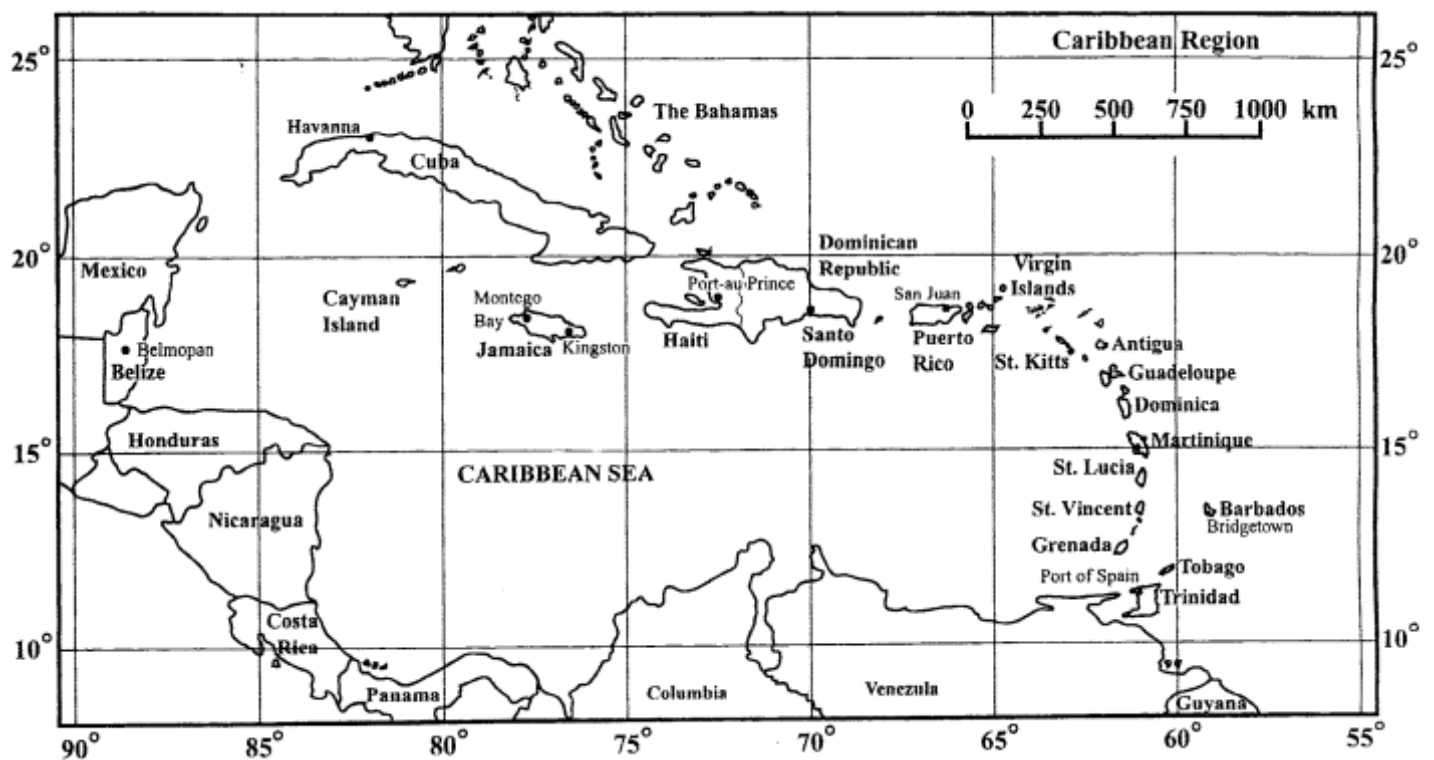 Caribbean Region
25°
25°
0 250 500 750 1000 km
The Bahamas
Havanna
Cuba
20°
20°
Mexico
Dominican
Republic
Virgin
Islands
Port-au-Prince
San Juan
Cayman
Island
Montego
Bay
Jamaica
Kingston
Haiti
Santo
Domingo
Puerto
Rico
St. Kitts
Antigua
Belmopan
Belize
Guadeloupe
Dominica
Honduras
Martinique
15°
15°
CARIBBEAN SEA
St. Lucia
Nicaragua
St. Vincent
Barbados
Bridgetown
Grenada
Tobago
Port of Spain
Trinidad
Costa
Rica
10°
10°
Panama
Columbia
Venezula
Guyana
90°
85°
80°
75°
70°
65°
60°
55°